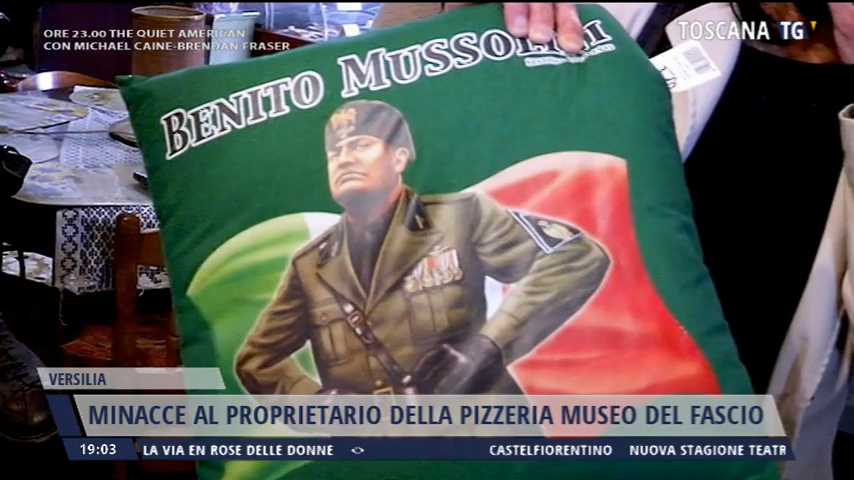 ORE 23.00 THE QUIET AMERICAN
CON MICHAEL CAINE-BRENDAN FRASER
TOSCANA TG
BENITO MUSSOLINI
VERSILIA
MINACCE AL PROPRIETARIO DELLA PIZZERIA MUSEO DEL FASCIO
19:03 LA VIA EN ROSE DELLE DONNE CASTELFIORENTINO NUOVA STAGIONE TEATR